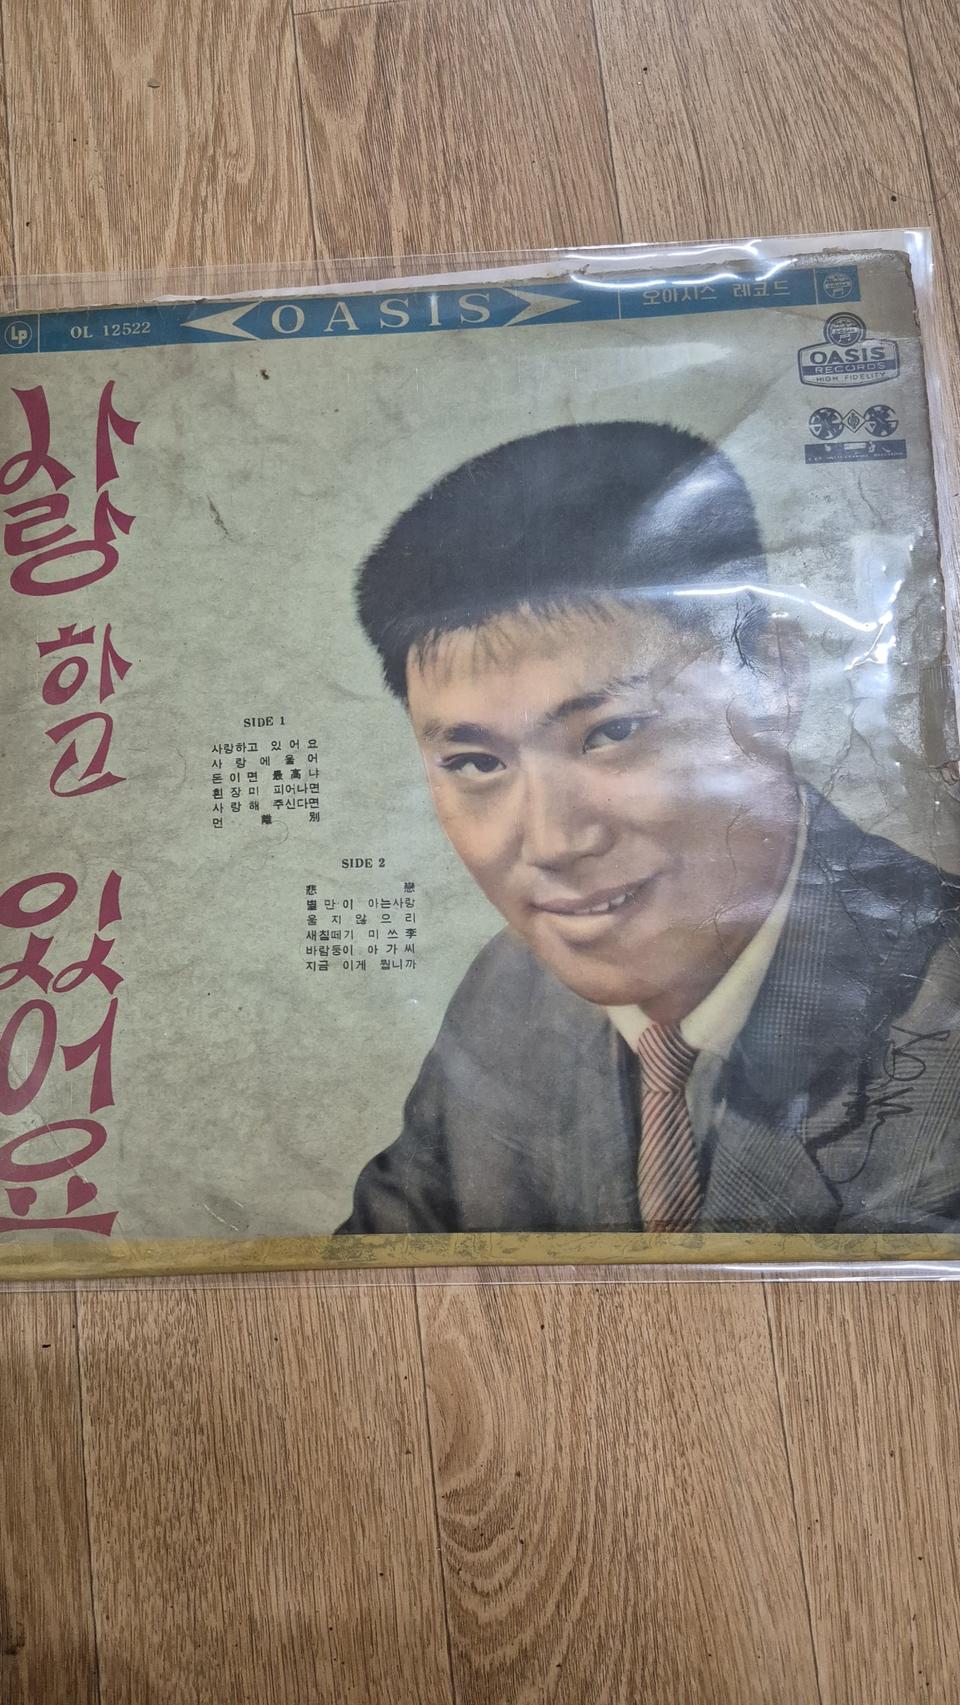 LP OL 12522 OASIS 오아시스 레코드
OASIS
RECORDS
HIGH FIDELITY
사랑하고 있어요
SIDE 1
사랑하고 있어요
사랑에 울어
돈이면 最高냐
흰장미 피어나면
사랑해 주신다면
먼 離別
SIDE 2
悲戀
별만이 아는사랑
울지않으리
새침떼기 미쓰李
바람둥이 아가씨
지금 이게 뭡니까